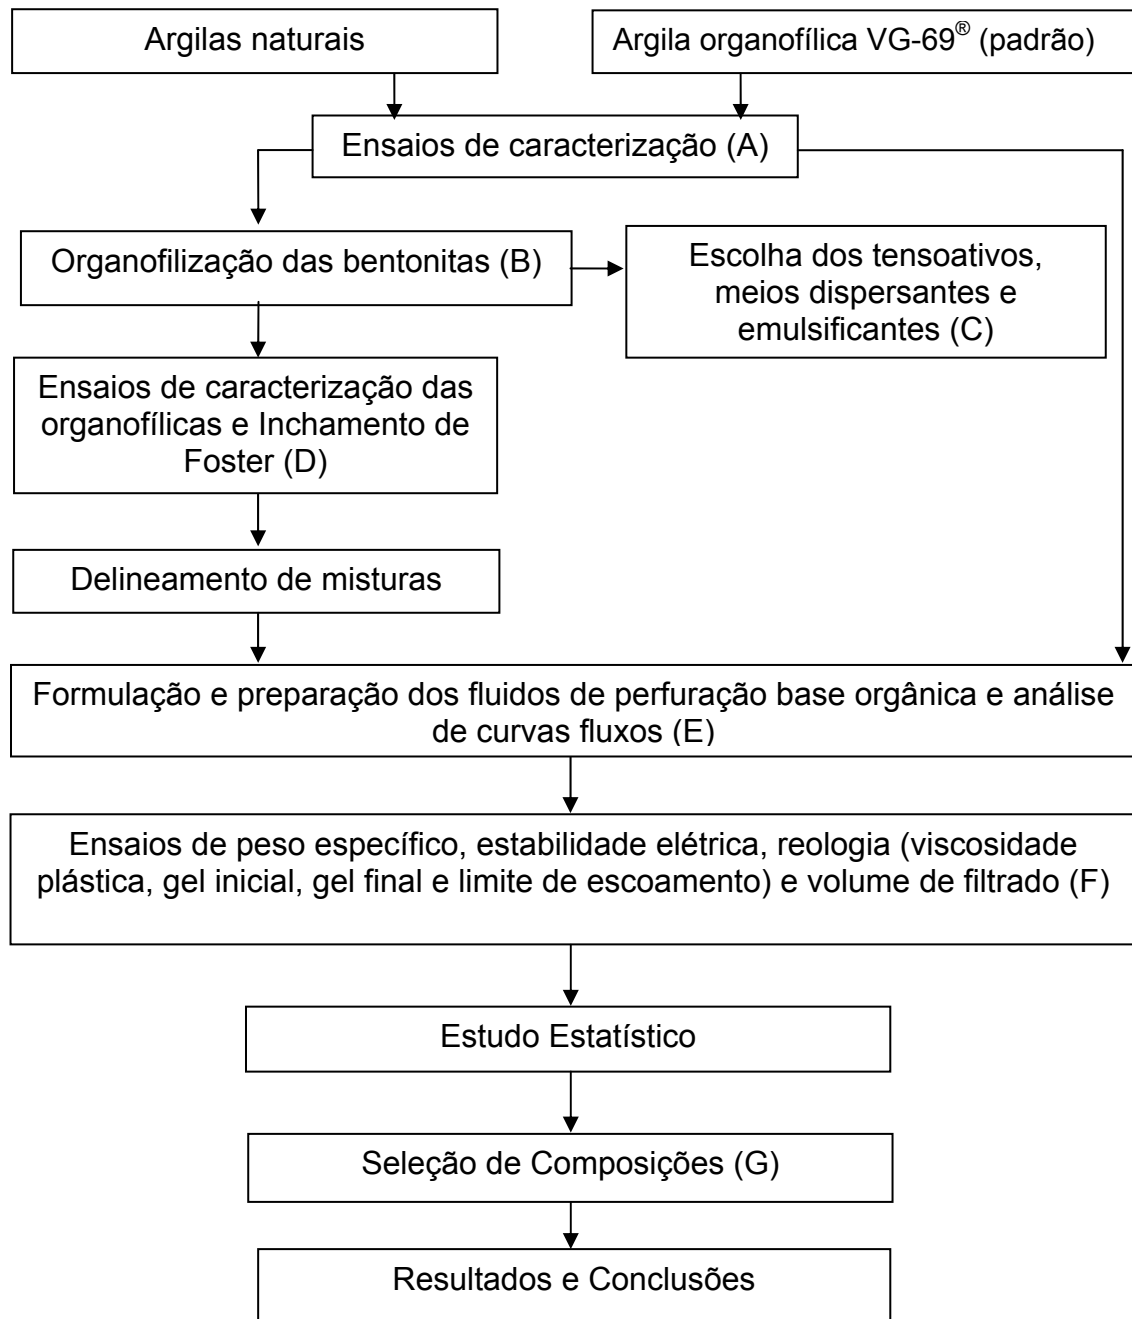 Argilas naturais
Argila organofílica VG-69® (padrão)
Ensaios de caracterização (A)
Organofilização das bentonitas (B)
Escolha dos tensoativos,
meios dispersantes e
emulsificantes (C)
Ensaios de caracterização das
organofílicas e Inchamento de
Foster (D)
Delineamento de misturas
Formulação e preparação dos fluidos de perfuração base orgânica e análise
de curvas fluxos (E)
Ensaios de peso específico, estabilidade elétrica, reologia (viscosidade
plástica, gel inicial, gel final e limite de escoamento) e volume de filtrado (F)
Estudo Estatístico
Seleção de Composições (G)
Resultados e Conclusões